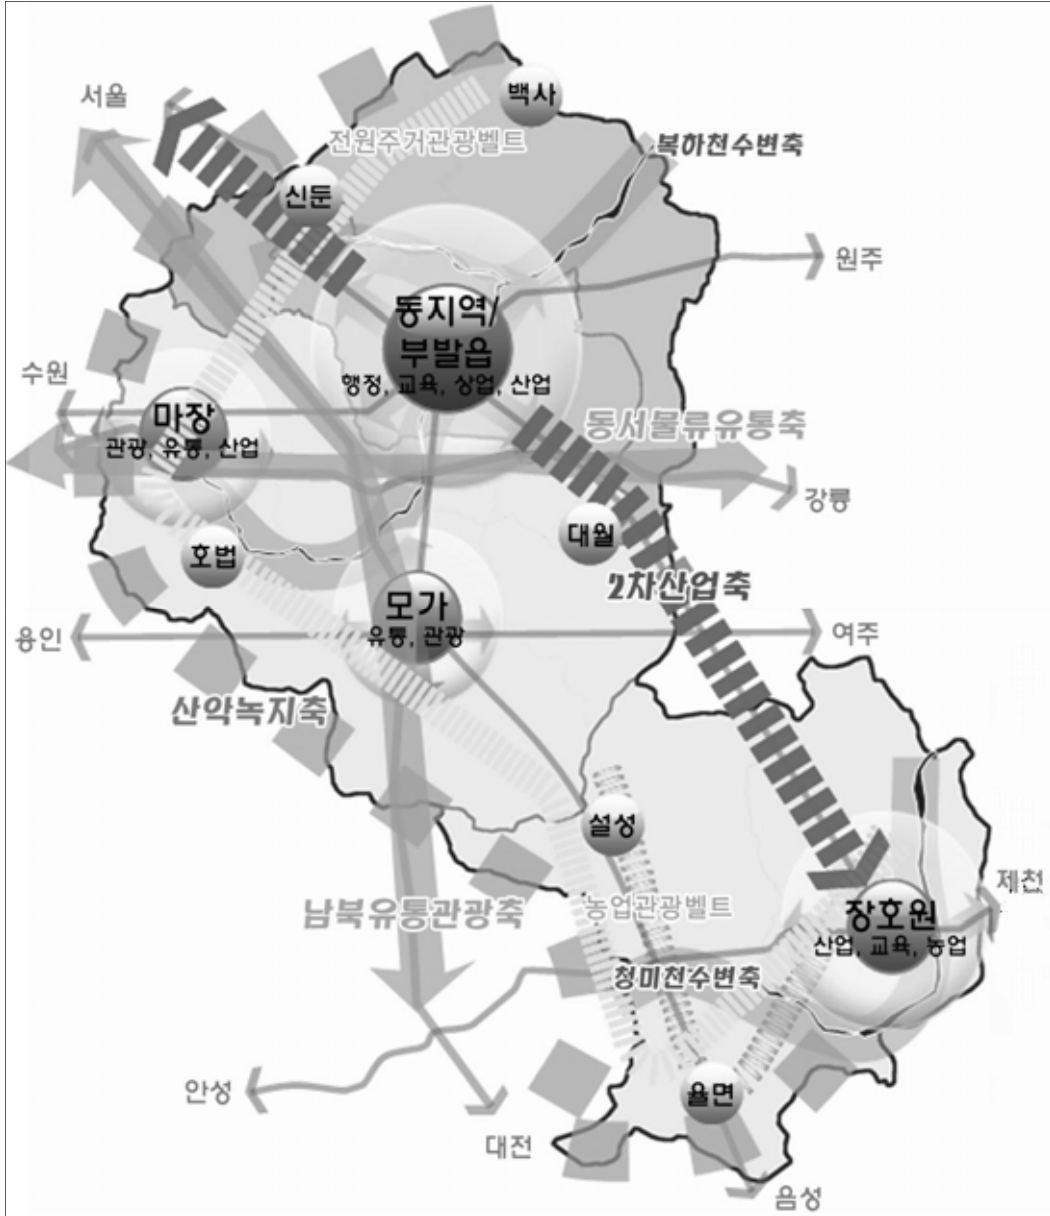 백사
서울
전원주거관광벨트
복하천수변축
신둔
원주
동지역/
부발읍
행정, 교육, 상업, 산업
수원
마장
관광, 유통, 산업
동서물류유통축
강릉
대월
호법
2차산업축
모가
유통, 관광
용인
여주
산악녹지축
설성
제천
남북유통관광축
농업관광벨트
장호원
산업, 교육, 농업
청미천수변축
안성
율면
대전
음성